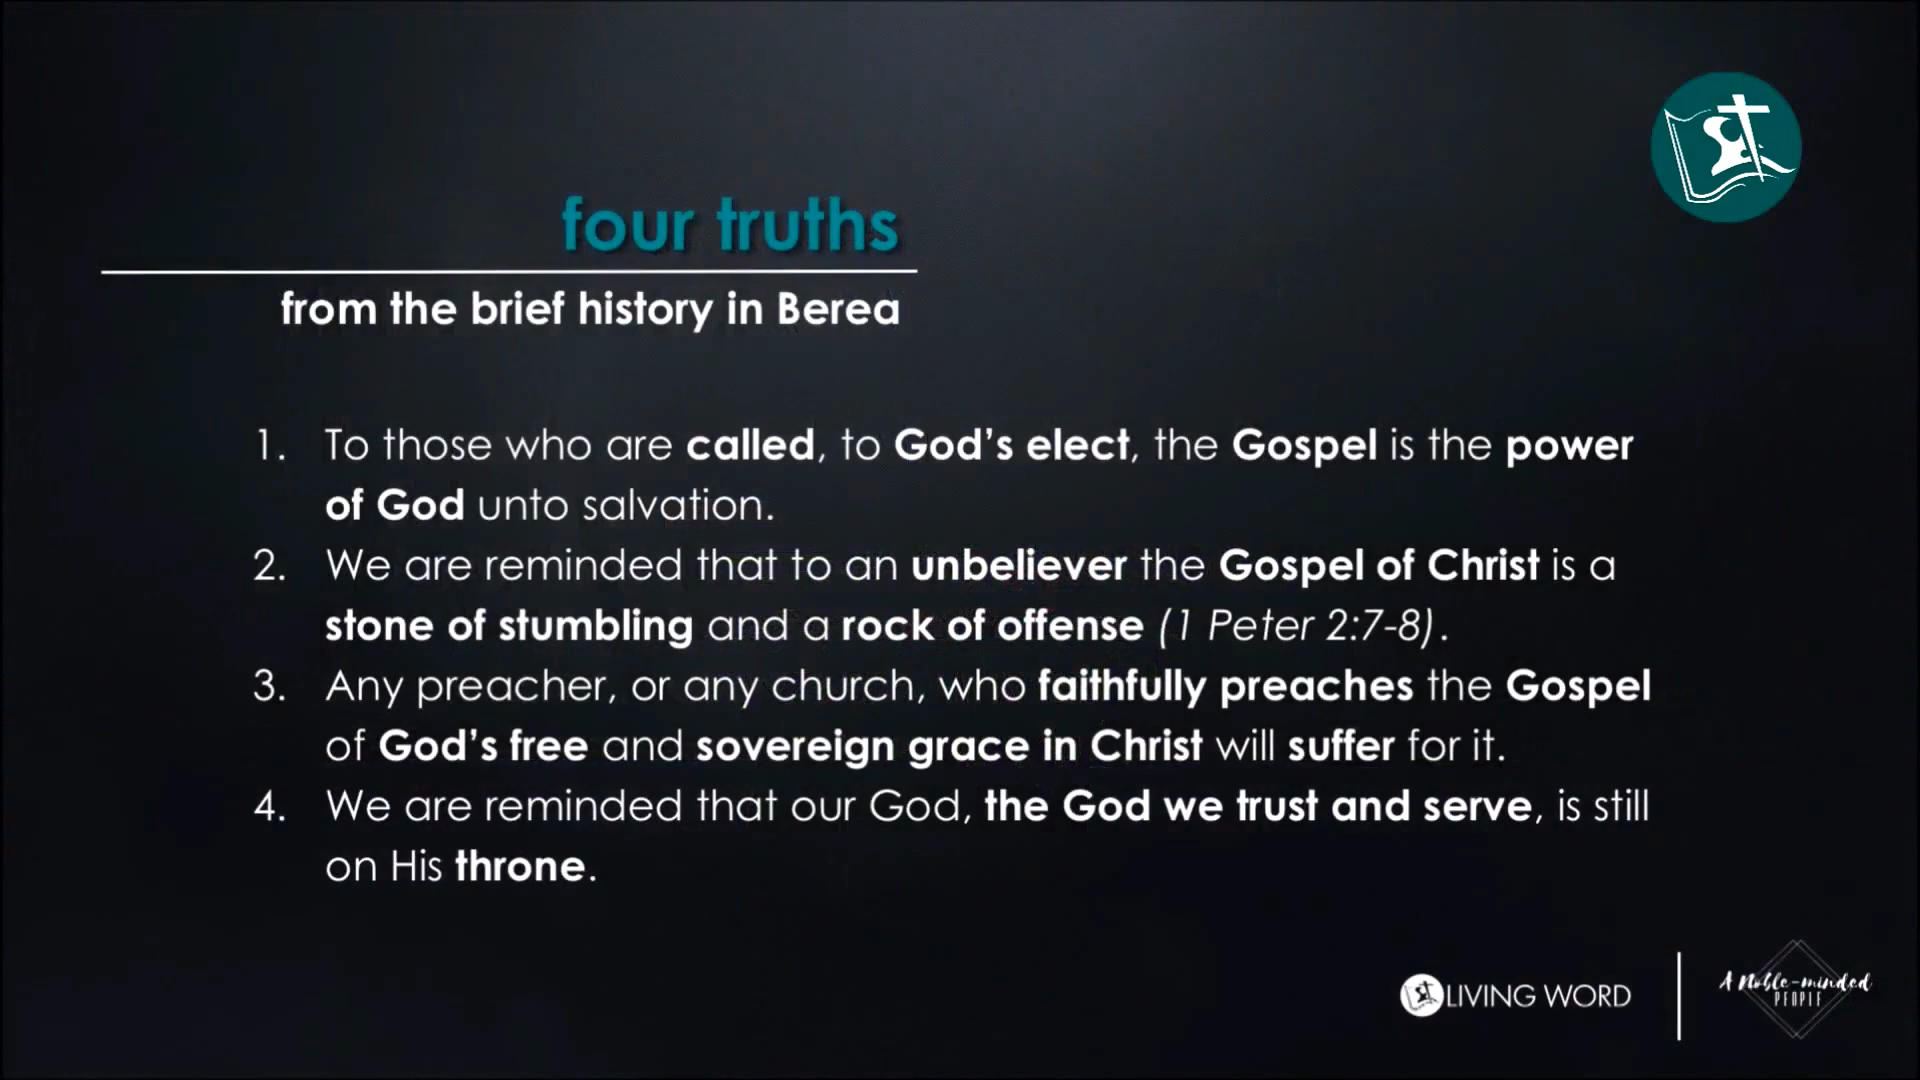 four truths
from the brief history in Berea
1. To those who are called, to God's elect, the Gospel is the power
of God unto salvation.
2. We are reminded that to an unbeliever the Gospel of Christ is a
stone of stumbling and a rock of offense (1 Peter 2:7-8).
3. Any preacher, or any church, who faithfully preaches the Gospel
of God's free and sovereign grace in Christ will suffer for it.
4. We are reminded that our God, the God we trust and serve, is still
on His throne.
LIVING WORD
A Noble-minded
PEOPLE